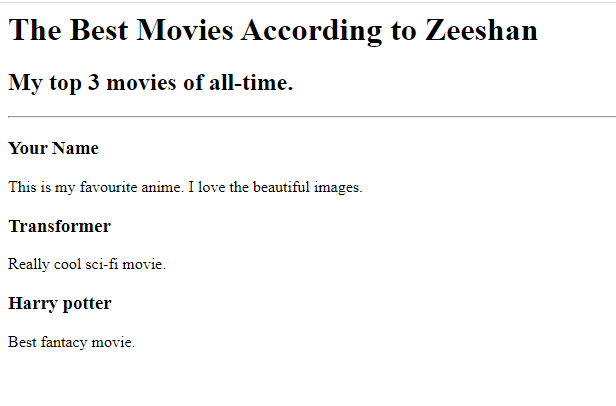 The Best Movies According to Zeeshan
My top 3 movies of all-time.
Your Name
This is my favourite anime. I love the beautiful images.
Transformer
Really cool sci-fi movie.
Harry potter
Best fantacy movie.